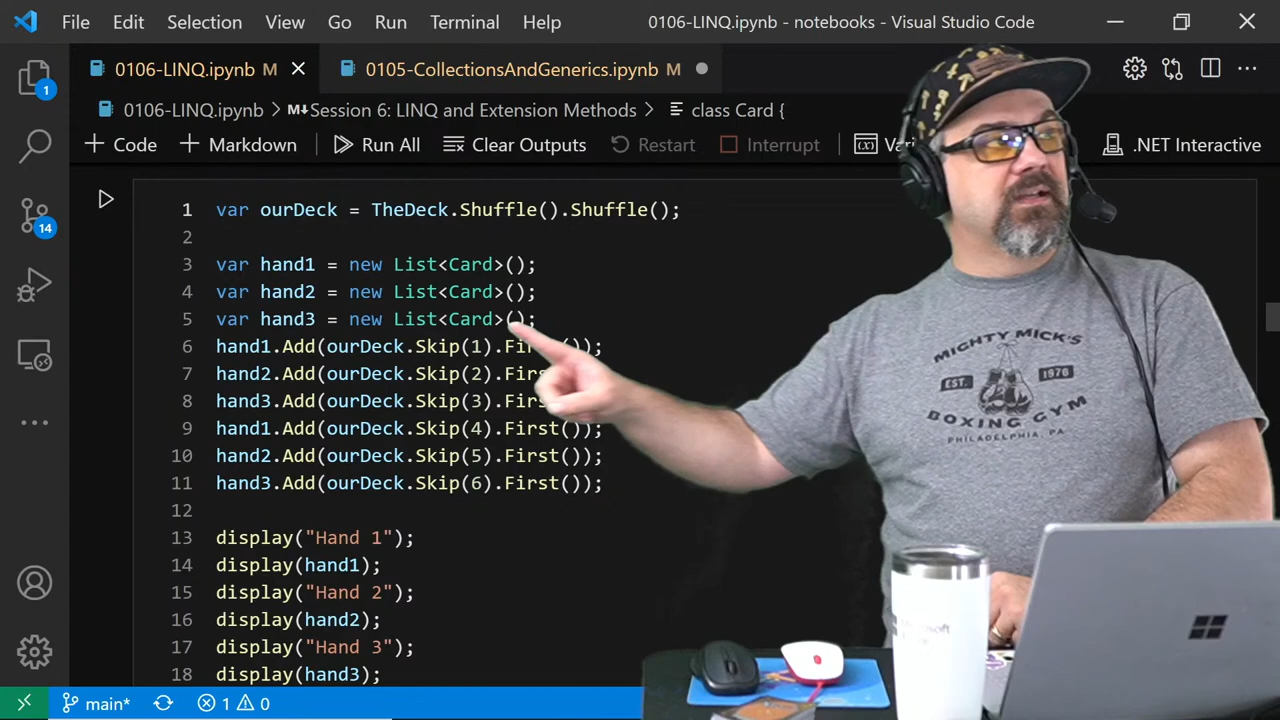 File Edit Selection View Go Run Terminal Help 0106-LINQ.ipynb - notebooks - Visual Studio Code
0106-LINQ.ipynb M 0105-CollectionsAndGenerics.ipynb M
0106-LINQ.ipynb > M↓Session 6: LINQ and Extension Methods > class Card {
+ Code + Markdown Run All Clear Outputs Restart Interrupt .NET Interactive
1 var ourDeck = TheDeck.Shuffle().Shuffle();
2
3 var hand1 = new List<Card>();
4 var hand2 = new List<Card>();
5 var hand3 = new List<Card>();
6 hand1.Add(ourDeck.Skip(1).Fi ());
7 hand2.Add(ourDeck.Skip(2).Firs
8 hand3.Add(ourDeck.Skip(3).Firs
9 hand1.Add(ourDeck.Skip(4).First());
10 hand2.Add(ourDeck.Skip(5).First());
11 hand3.Add(ourDeck.Skip(6).First());
12
13 display("Hand 1");
14 display(hand1);
15 display("Hand 2");
16 display(hand2);
17 display("Hand 3");
18 display(hand3);
1
14
main* 1 0
MIGHTY MICK'S
EST. 1976
BOXING GYM
PHILADELPHIA, PA